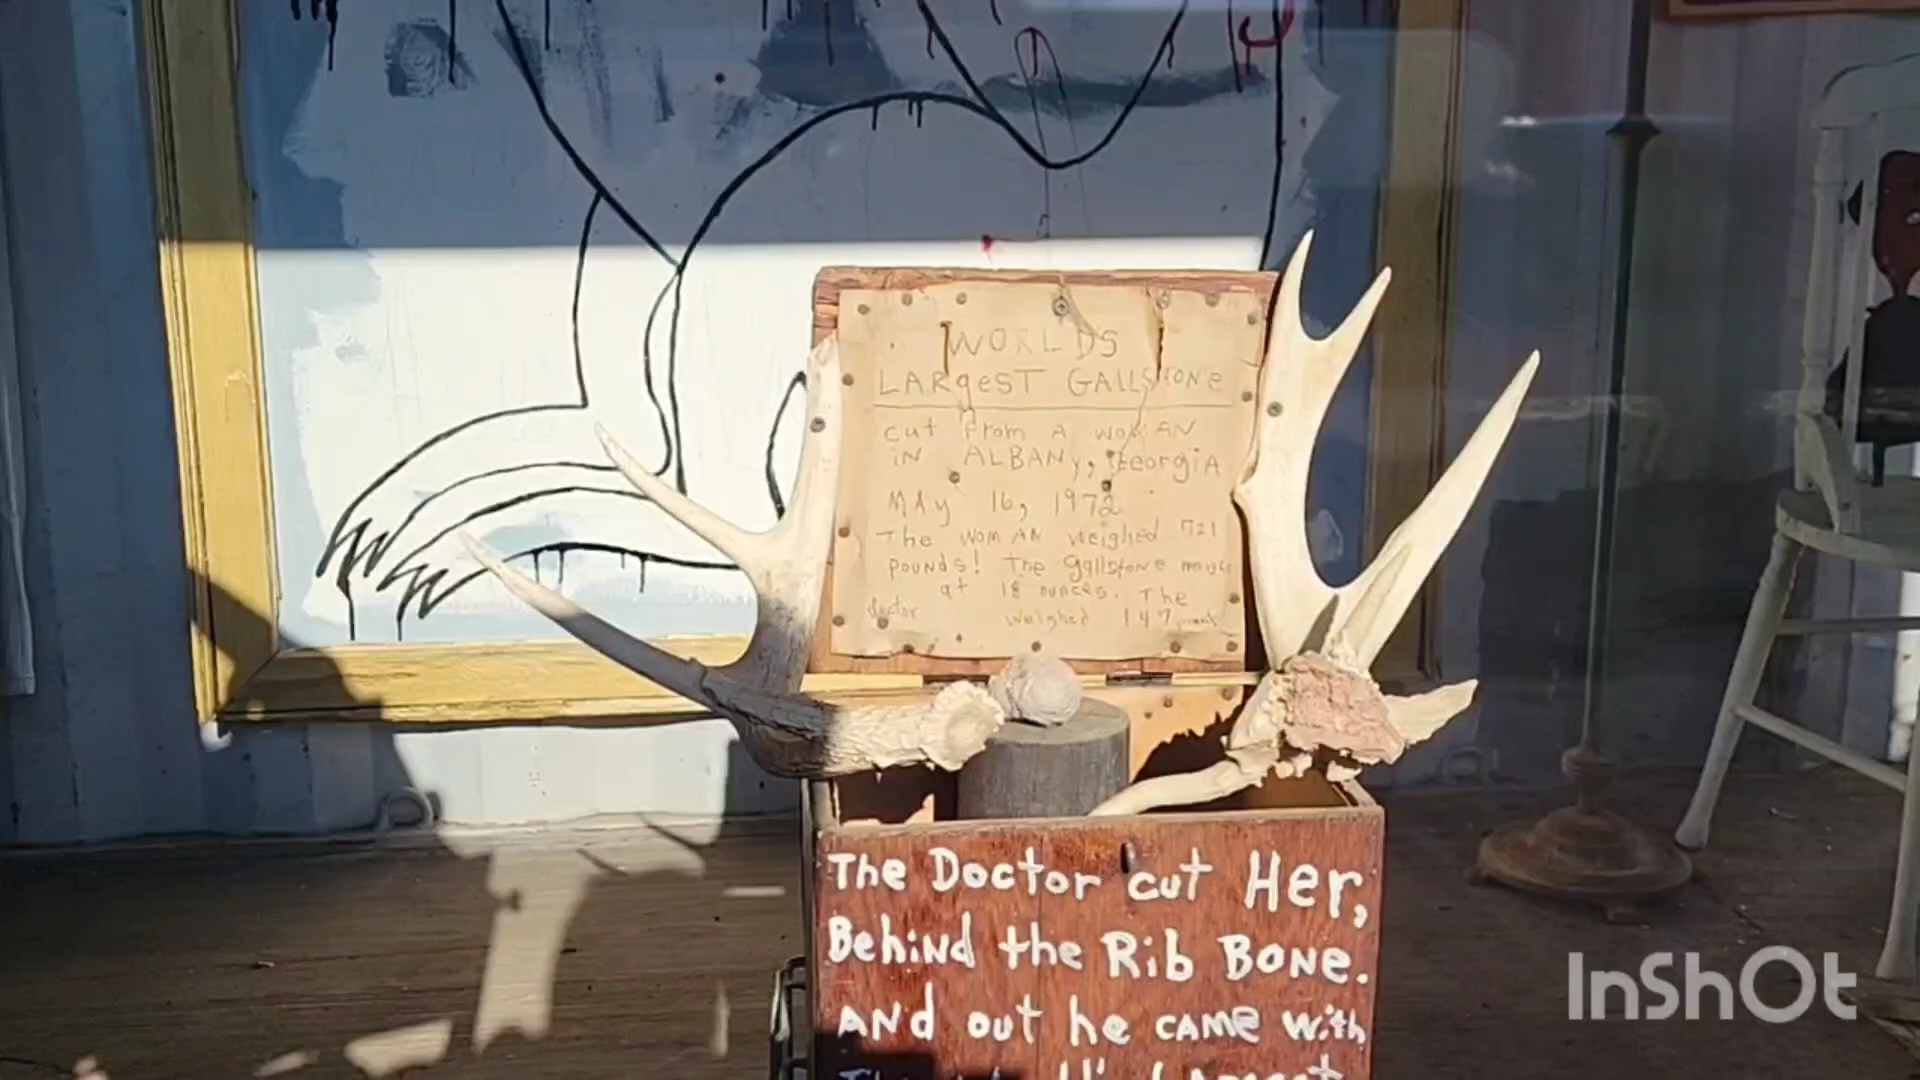 WORLDS
LARgesT GALLSTONe
cut from A woMAN
iN ALBANy, georgiA
MAy 16, 1972
The womAN weighed 721
pounds! The gallstone
at 18 ounces. The
doctor weighed 147
The Doctor cut Her,
Behind the Rib BoNe.
ANd out he cAMe with
InShOt